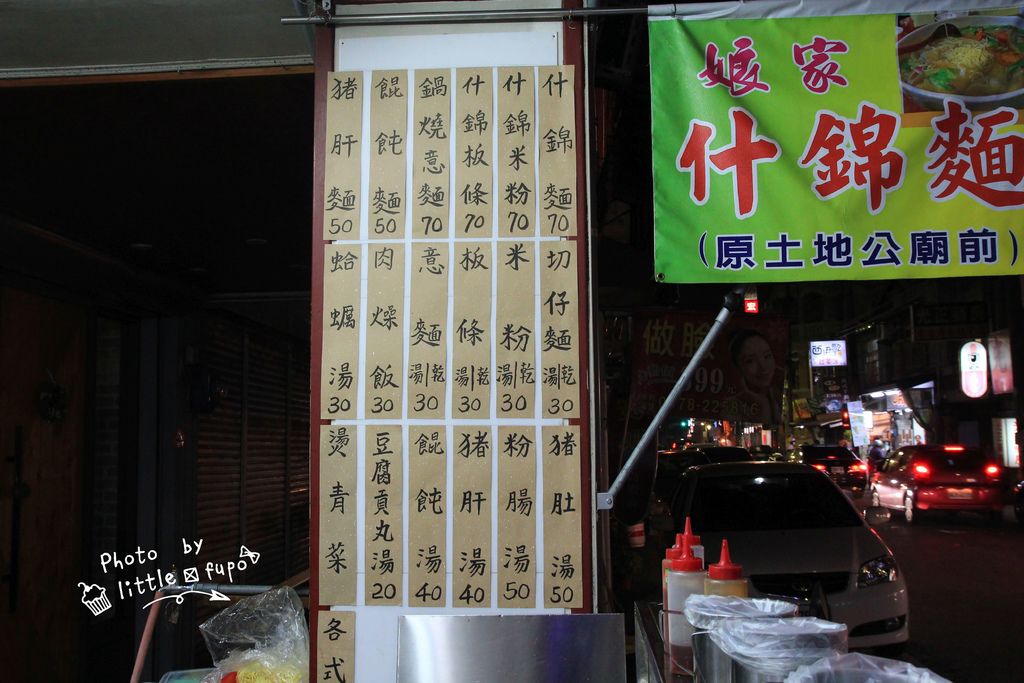 什錦麵70
什錦米粉70
什錦板條70
鍋燒意麵70
餛飩麵50
豬肝麵50
切仔麵湯|乾30
米粉湯|乾30
板條湯|乾30
意麵湯|乾30
肉燥飯30
蛤蠣湯30
豬肚湯50
粉腸湯50
豬肝湯40
餛飩湯40
豆腐貢丸湯20
燙青菜
各式
娘家
什錦麵
(原土地公廟前)
做臉
Photo by
little fupo